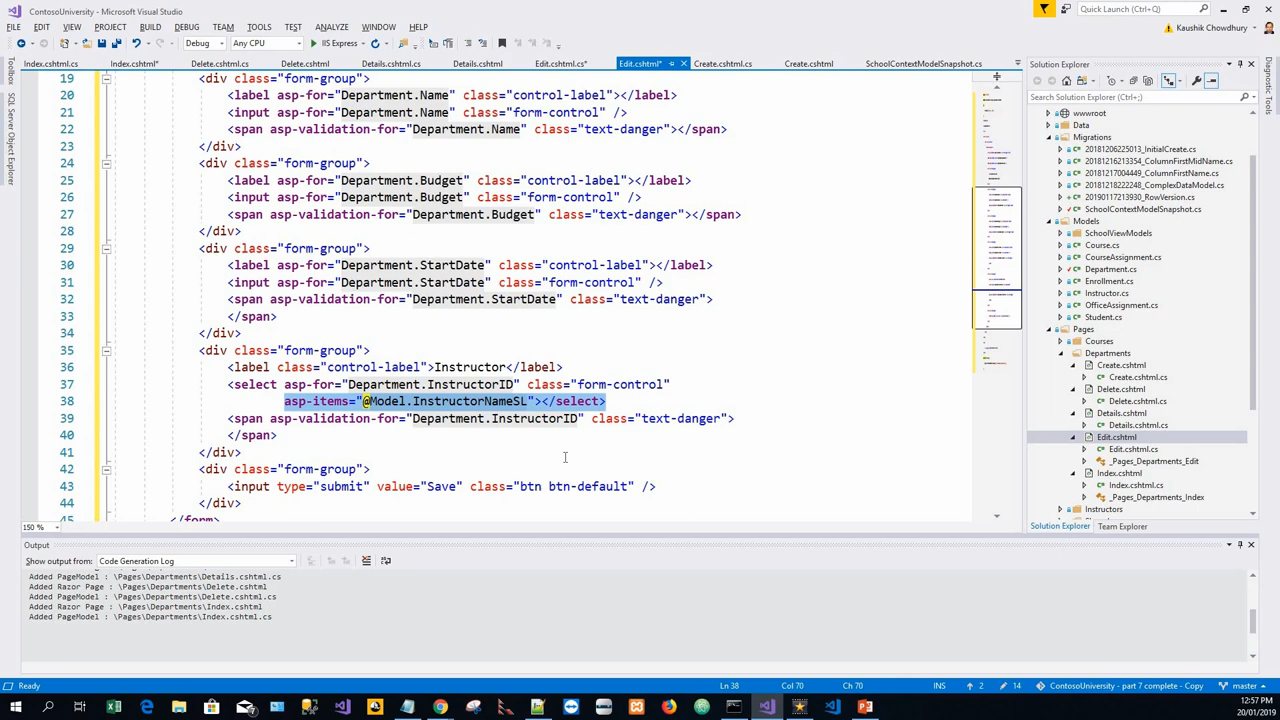 ContosoUniversity - Microsoft Visual Studio
Quick Launch (Ctrl+Q)
FILE EDIT VIEW PROJECT BUILD DEBUG TEAM TOOLS TEST ANALYZE WINDOW HELP
Kaushik Chowdhury
Debug Any CPU IIS Express
Index.cshtml.cs Index.cshtml* Delete.cshtml.cs Delete.cshtml Details.cshtml.cs Details.cshtml Edit.cshtml.cs* Edit.cshtml* Create.cshtml.cs Create.cshtml SchoolContextModelSnapshot.cs
Toolbox
SQL Server Object Explorer
19 <div class="form-group">
20 <label asp-for="Department.Name" class="control-label"></label>
21 <input asp-for="Department.Name" class="form-control" />
22 <span asp-validation-for="Department.Name" class="text-danger"></span>
23 </div>
24 <div class="form-group">
25 <label asp-for="Department.Budget" class="control-label"></label>
26 <input asp-for="Department.Budget" class="form-control" />
27 <span asp-validation-for="Department.Budget" class="text-danger"></span>
28 </div>
29 <div class="form-group">
30 <label asp-for="Department.StartDate" class="control-label"></label>
31 <input asp-for="Department.StartDate" class="form-control" />
32 <span asp-validation-for="Department.StartDate" class="text-danger">
33 </span>
34 </div>
35 <div class="form-group">
36 <label class="control-label">Instructor</label>
37 <select asp-for="Department.InstructorID" class="form-control"
38 asp-items="@Model.InstructorNameSL"></select>
39 <span asp-validation-for="Department.InstructorID" class="text-danger">
40 </span>
41 </div>
42 <div class="form-group">
43 <input type="submit" value="Save" class="btn btn-default" />
44 </div>
45 </form>
150 %
Solution Explorer
Search Solution Explorer (Ctrl+;)
wwwroot
Data
Migrations
20181206225013_InitialCreate.cs
20181216213354_ColumnFirstMidName.cs
20181217004449_ColumnFirstName.cs
20181218222248_ComplexDataModel.cs
20190117213930_RowVersion.cs
SchoolContextModelSnapshot.cs
Models
SchoolViewModels
Course.cs
CourseAssignment.cs
Department.cs
Enrollment.cs
Instructor.cs
OfficeAssignment.cs
Student.cs
Pages
Courses
Departments
Create.cshtml
Create.cshtml.cs
Delete.cshtml
Delete.cshtml.cs
Details.cshtml
Details.cshtml.cs
Edit.cshtml
Edit.cshtml.cs
_Pages_Departments_Edit
Index.cshtml
Index.cshtml.cs
_Pages_Departments_Index
Instructors
Solution Explorer Team Explorer
Diagnostic Tools
Output
Show output from: Code Generation Log
Added PageModel : \Pages\Departments\Details.cshtml.cs
Added Razor Page : \Pages\Departments\Delete.cshtml
Added PageModel : \Pages\Departments\Delete.cshtml.cs
Added Razor Page : \Pages\Departments\Index.cshtml
Added PageModel : \Pages\Departments\Index.cshtml.cs
Ready Ln 38 Col 70 Ch 70 INS 2 14 ContosoUniversity - part 7 complete - Copy master
12:57 PM
20/01/2019